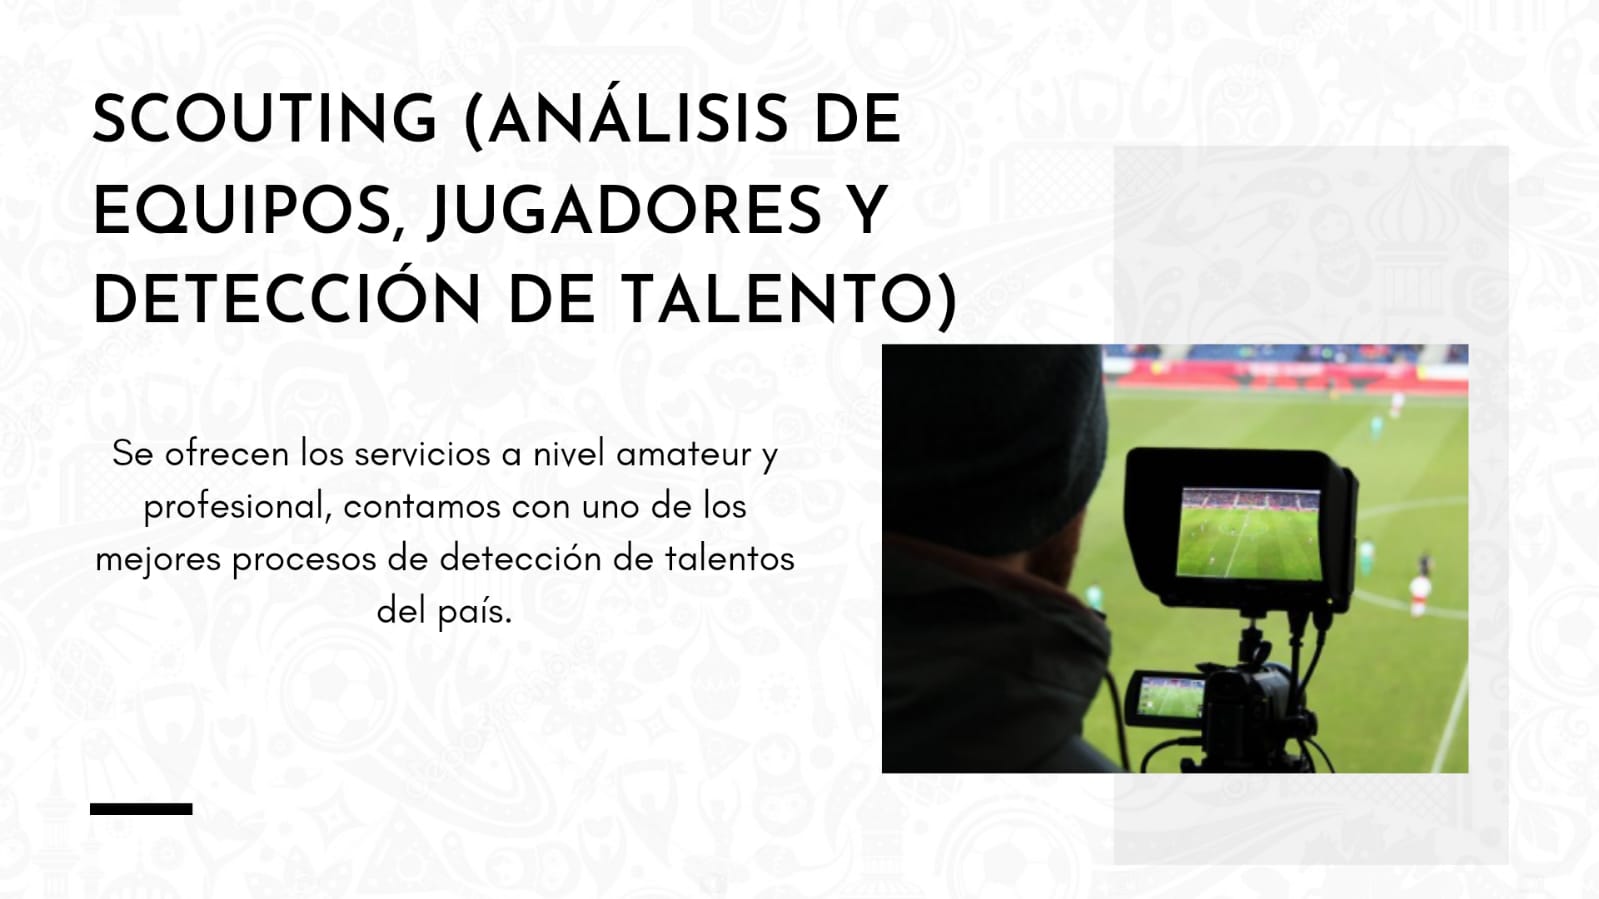 SCOUTING (ANÁLISIS DE
EQUIPOS, JUGADORES Y
DETECCIÓN DE TALENTO)
Se ofrecen los servicios a nivel amateur y
profesional, contamos con uno de los
mejores procesos de detección de talentos
del país.